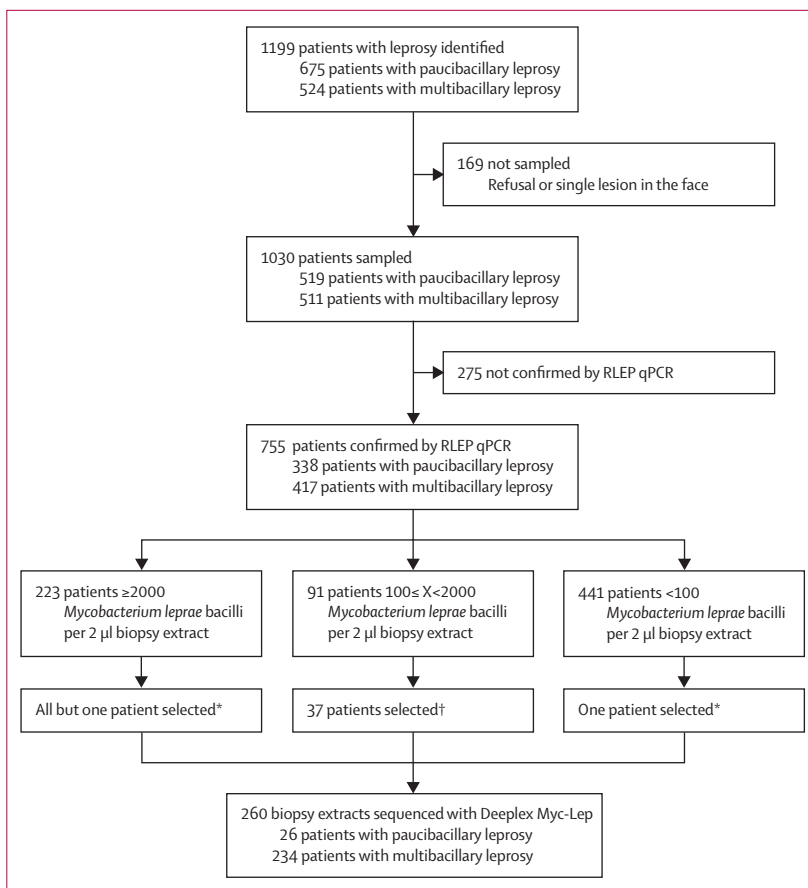 1199 patients with leprosy identified
675 patients with paucibacillary leprosy
524 patients with multibacillary leprosy
169 not sampled
Refusal or single lesion in the face
1030 patients sampled
519 patients with paucibacillary leprosy
511 patients with multibacillary leprosy
275 not confirmed by RLEP qPCR
755 patients confirmed by RLEP qPCR
338 patients with paucibacillary leprosy
417 patients with multibacillary leprosy
223 patients ≥2000
Mycobacterium leprae bacilli
per 2 µl biopsy extract
91 patients 100≤ X<2000
Mycobacterium leprae bacilli
per 2 µl biopsy extract
441 patients <100
Mycobacterium leprae bacilli
per 2 µl biopsy extract
All but one patient selected*
37 patients selected†
One patient selected*
260 biopsy extracts sequenced with Deeplex Myc-Lep
26 patients with paucibacillary leprosy
234 patients with multibacillary leprosy